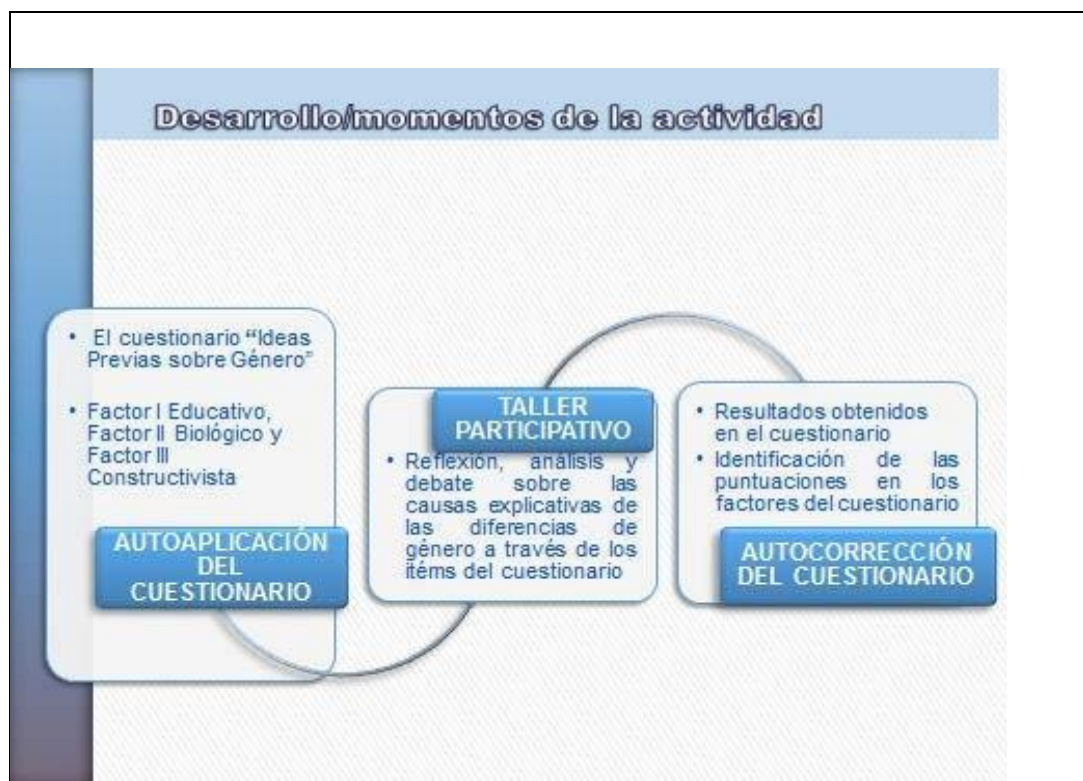 Desarrollo/momentos de la actividad
• El cuestionario “Ideas
Previas sobre Género”
• Factor I Educativo,
Factor II Biológico y
Factor III
Constructivista
AUTOAPLICACIÓN
DEL
CUESTIONARIO
TALLER
PARTICIPATIVO
• Reflexión, análisis y
debate sobre las
causas explicativas de
las diferencias de
género a través de los
itéms del cuestionario
• Resultados obtenidos
en el cuestionario
• Identificación de las
puntuaciones en los
factores del cuestionario
AUTOCORRECCIÓN
DEL CUESTIONARIO